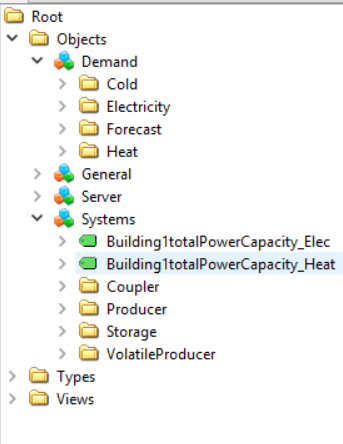 Root
Objects
Demand
Cold
Electricity
Forecast
Heat
General
Server
Systems
Building1totalPowerCapacity_Elec
Building1totalPowerCapacity_Heat
Coupler
Producer
Storage
VolatileProducer
Types
Views